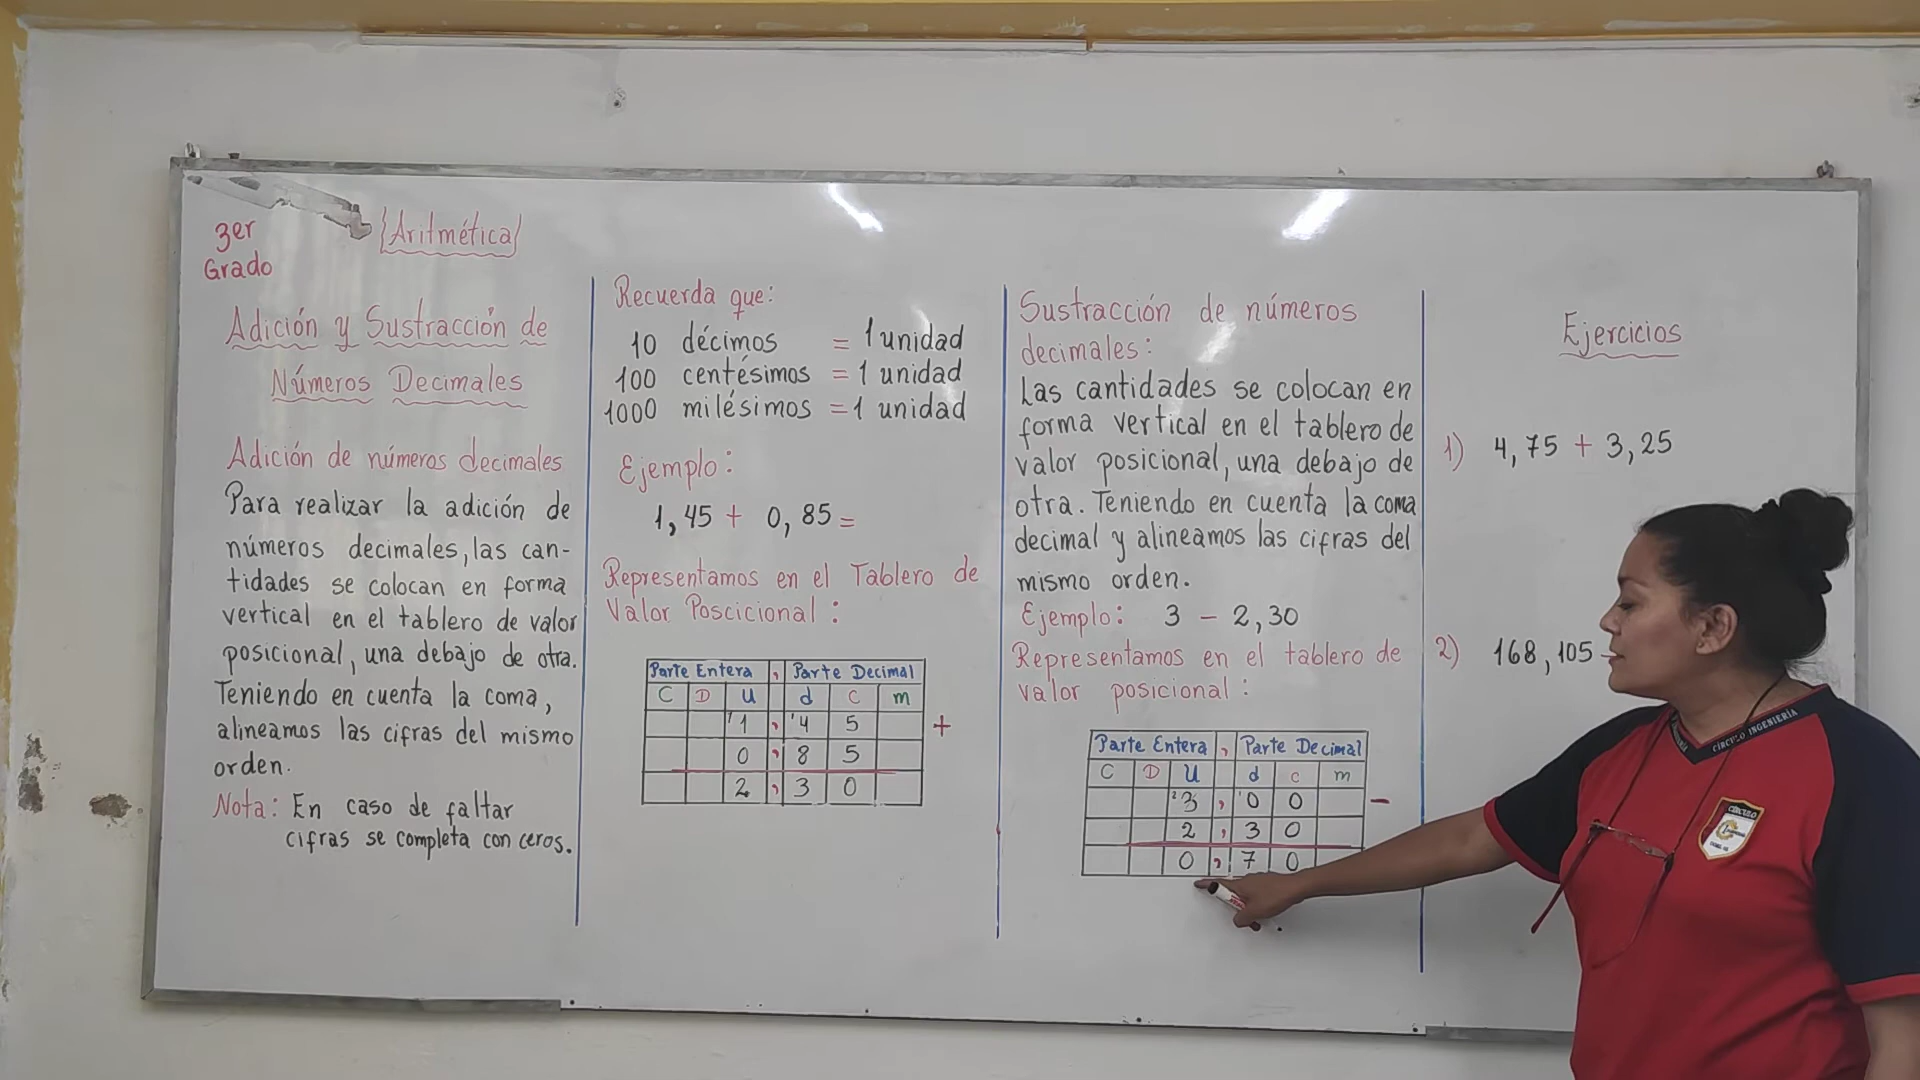 3er
Grado
{Aritmética}
Adición y Sustracción de
Números Decimales
Adición de números decimales
Para realizar la adición de
números decimales, las can-
tidades se colocan en forma
vertical en el tablero de valor
posicional, una debajo de otra.
Teniendo en cuenta la coma,
alineamos las cifras del mismo
orden.
Nota: En caso de faltar
cifras se completa con ceros.
Recuerda que:
10 décimos = 1 unidad
100 centésimos = 1 unidad
1000 milésimos = 1 unidad
Ejemplo:
1,45 + 0,85 =
Representamos en el Tablero de
Valor Poscicional:
Parte Entera , Parte Decimal
C D U d c m
1 1 , 1 4 5 +
0 , 8 5
2 , 3 0
Sustracción de números
decimales:
Las cantidades se colocan en
forma vertical en el tablero de
valor posicional, una debajo de
otra. Teniendo en cuenta la coma
decimal y alineamos las cifras del
mismo orden.
Ejemplo: 3 - 2,30
Representamos en el tablero de
valor posicional:
Parte Entera , Parte Decimal
C D U d c m
2 3 , 1 0 0 -
2 , 3 0
0 , 7 0
Ejercicios
1) 4,75 + 3,25
2) 168,105 -
CÍRCULO INGENIERÍA
CÍRCULO